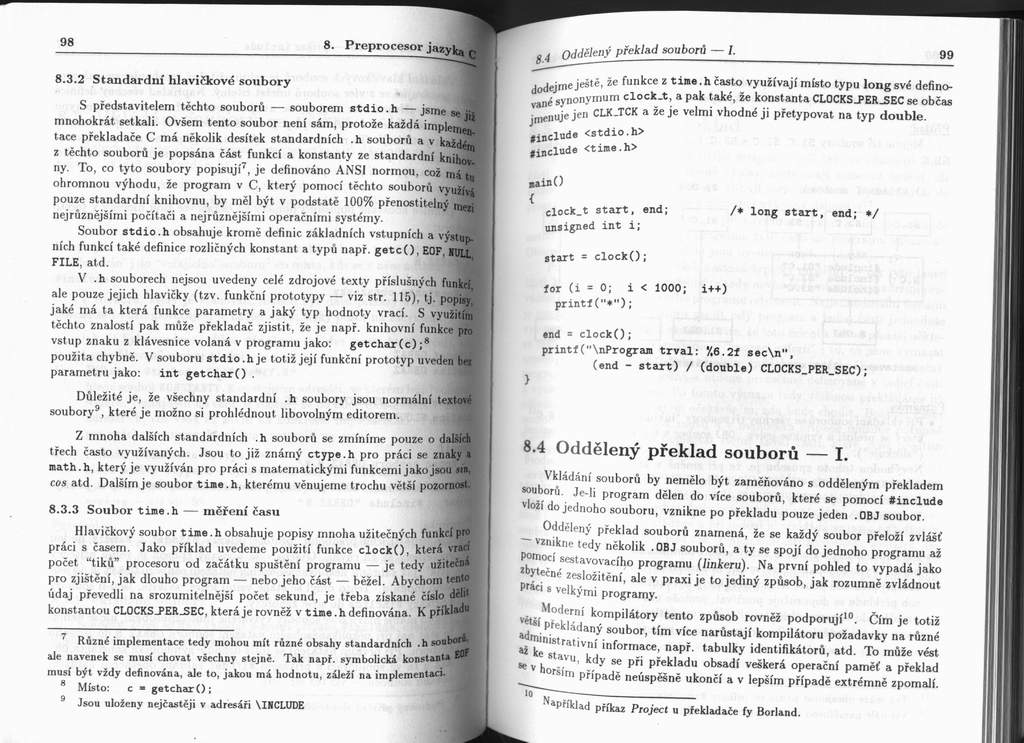 98
8. Preprocesor jazyka C
8.3.2 Standardní hlavičkové soubory
S představitelem těchto souborů — souborem stdio.h — jsme se již
mnohokrát setkali. Ovšem tento soubor není sám, protože každá implemen-
tace překladače C má několik desítek standardních .h souborů a v každém
z těchto souborů je popsána část funkcí a konstanty ze standardní knihov-
ny. To, co tyto soubory popisují7, je definováno ANSI normou, což má tu
ohromnou výhodu, že program v C, který pomocí těchto souborů využívá
pouze standardní knihovnu, by měl být v podstatě 100% přenositelný mezi
nejrůznějšími počítači a nejrůznějšími operačními systémy.
Soubor stdio.h obsahuje kromě definic základních vstupních a výstup-
ních funkcí také definice rozličných konstant a typů např. getc(), EOF, NULL,
FILE, atd.
V .h souborech nejsou uvedeny celé zdrojové texty příslušných funkcí,
ale pouze jejich hlavičky (tzv. funkční prototypy — viz str. 115), tj. popisy,
jaké má ta která funkce parametry a jaký typ hodnoty vrací. S využitím
těchto znalostí pak může překladač zjistit, že je např. knihovní funkce pro
vstup znaku z klávesnice volaná v programu jako: getchar(c);8
použita chybně. V souboru stdio.h je totiž její funkční prototyp uveden bez
parametru jako: int getchar() .
Důležité je, že všechny standardní .h soubory jsou normální textové
soubory9, které je možno si prohlédnout libovolným editorem.
Z mnoha dalších standardních .h souborů se zmíníme pouze o dalších
třech často využívaných. Jsou to již známý ctype.h pro práci se znaky a
math.h, který je využíván pro práci s matematickými funkcemi jako jsou sin,
cos atd. Dalším je soubor time.h, kterému věnujeme trochu větší pozornost.
8.3.3 Soubor time.h — měření času
Hlavičkový soubor time.h obsahuje popisy mnoha užitečných funkcí pro
práci s časem. Jako příklad uvedeme použití funkce clock(), která vrací
počet “tiků” procesoru od začátku spuštění programu — je tedy užitečná
pro zjištění, jak dlouho program — nebo jeho část — běžel. Abychom tento
údaj převedli na srozumitelnější počet sekund, je třeba získané číslo dělit
konstantou CLOCKS_PER_SEC, která je rovněž v time.h definována. K příkladu
7 Různé implementace tedy mohou mít různé obsahy standardních .h souborů,
ale navenek se musí chovat všechny stejně. Tak např. symbolická konstanta EOF
musí být vždy definována, ale to, jakou má hodnotu, záleží na implementaci.
8 Místo: c = getchar();
9 Jsou uloženy nejčastěji v adresáři \INCLUDE
8.4 Oddělený překlad souborů — I.
99
dodejme ještě, že funkce z time.h často využívají místo typu long své defino-
vané synonymum clock_t, a pak také, že konstanta CLOCKS_PER_SEC se občas
jmenuje jen CLK_TCK a že je velmi vhodné ji přetypovat na typ double.
#include <stdio.h>
#include <time.h>
main()
{
clock_t start, end; /* long start, end; */
unsigned int i;
start = clock();
for (i = 0; i < 1000; i++)
printf("*");
end = clock();
printf("\nProgram trval: %6.2f sec\n",
(end - start) / (double) CLOCKS_PER_SEC);
}
8.4 Oddělený překlad souborů — I.
Vkládání souborů by nemělo být zaměňováno s odděleným překladem
souborů. Je-li program dělen do více souborů, které se pomocí #include
vloží do jednoho souboru, vznikne po překladu pouze jeden .OBJ soubor.
Oddělený překlad souborů znamená, že se každý soubor přeloží zvlášť
— vznikne tedy několik .OBJ souborů, a ty se spojí do jednoho programu až
pomocí sestavovacího programu (linkeru). Na první pohled to vypadá jako
zbytečné zesložitění, ale v praxi je to jediný způsob, jak rozumně zvládnout
práci s velkými programy.
Moderní kompilátory tento způsob rovněž podporují10. Čím je totiž
větší překládaný soubor, tím více narůstají kompilátoru požadavky na různé
administrativní informace, např. tabulky identifikátorů, atd. To může vést
až ke stavu, kdy se při překladu obsadí veškerá operační paměť a překlad
se v horším případě neúspěšně ukončí a v lepším případě extrémně zpomalí.
10 Například příkaz Project u překladače fy Borland.